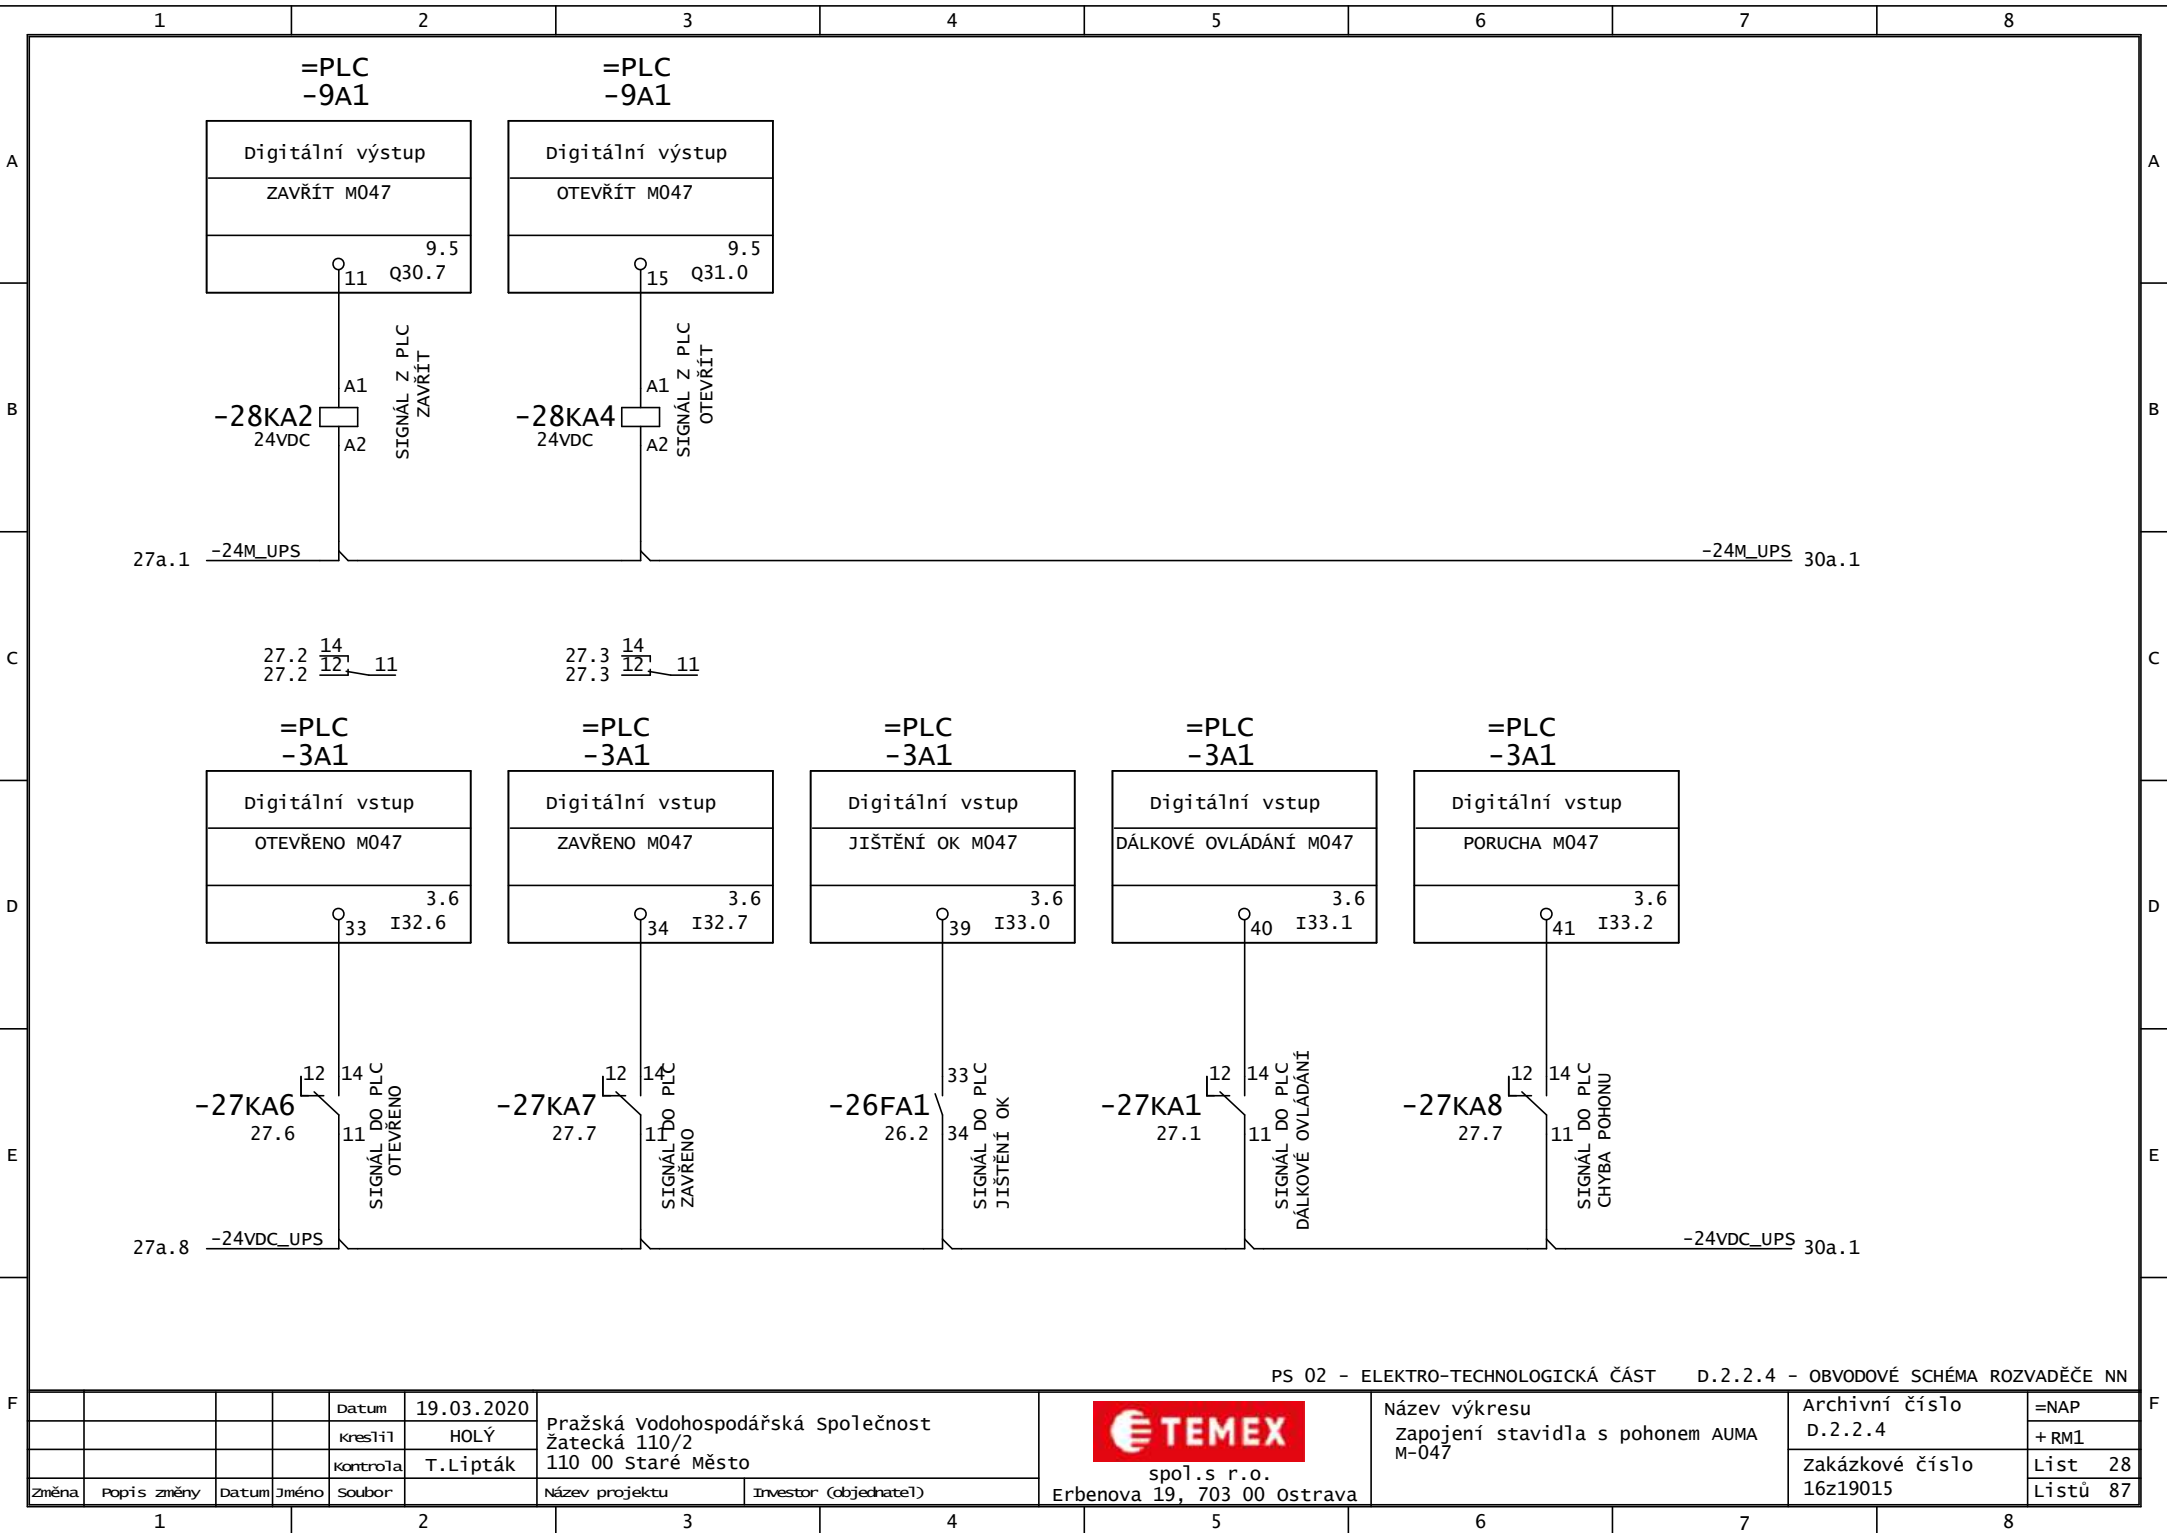 1 2 3 4 5 6 7 8
=PLC
-9A1
=PLC
-9A1
A
A
Digitální výstup
ZAVŘÍT M047
9.5
11 Q30.7
Digitální výstup
OTEVŘÍT M047
9.5
15 Q31.0
B
B
A1
-28KA2
24VDC
A2
SIGNÁL Z PLC
ZAVŘÍT
A1
-28KA4
24VDC
A2
SIGNÁL Z PLC
OTEVŘÍT
27a.1 -24M_UPS
-24M_UPS 30a.1
C
C
27.2 14
27.2 12 11
27.3 14
27.3 12 11
=PLC
-3A1
=PLC
-3A1
=PLC
-3A1
=PLC
-3A1
=PLC
-3A1
D
D
Digitální vstup
OTEVŘENO M047
3.6
33 I32.6
Digitální vstup
ZAVŘENO M047
3.6
34 I32.7
Digitální vstup
JIŠTĚNÍ OK M047
3.6
39 I33.0
Digitální vstup
DÁLKOVÉ OVLÁDÁNÍ M047
3.6
40 I33.1
Digitální vstup
PORUCHA M047
3.6
41 I33.2
E
E
12 14
-27KA6
27.6
11
SIGNÁL DO PLC
OTEVŘENO
12 14
-27KA7
27.7
11
SIGNÁL DO PLC
ZAVŘENO
33
-26FA1
26.2
34
SIGNÁL DO PLC
JIŠTĚNÍ OK
12 14
-27KA1
27.1
11
SIGNÁL DO PLC
DÁLKOVÉ OVLÁDÁNÍ
12 14
-27KA8
27.7
11
SIGNÁL DO PLC
CHYBA POHONU
27a.8 -24VDC_UPS
-24VDC_UPS 30a.1
PS 02 - ELEKTRO-TECHNOLOGICKÁ ČÁST D.2.2.4 - OBVODOVÉ SCHÉMA ROZVADĚČE NN
F
F
Datum 19.03.2020
Kreslil HOLÝ
Kontrola T.Lipták
Změna Popis změny Datum Jméno Soubor
Pražská Vodohospodářská Společnost
Žatecká 110/2
110 00 Staré Město
Název projektu
Investor (objednatel)
TEMEX
spol.s r.o.
Erbenova 19, 703 00 Ostrava
Název výkresu
Zapojení stavidla s pohonem AUMA
M-047
Archivní číslo
D.2.2.4
Zakázkové číslo
16z19015
=NAP
+RM1
List 28
Listů 87
1 2 3 4 5 6 7 8